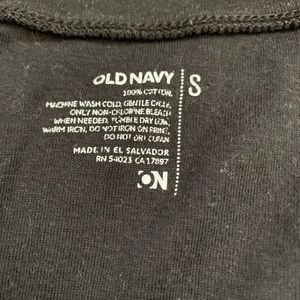 OLD NAVY S
100% COTTON.
MACHINE WASH COLD, GENTLE CYCLE,
ONLY NON-CHLORINE BLEACH
WHEN NEEDED, TUMBLE DRY LOW,
WARM IRON, DO NOT IRON ON PRINT,
DO NOT DRY CLEAN
MADE IN EL SALVADOR
RN 54023 CA 17897
ON